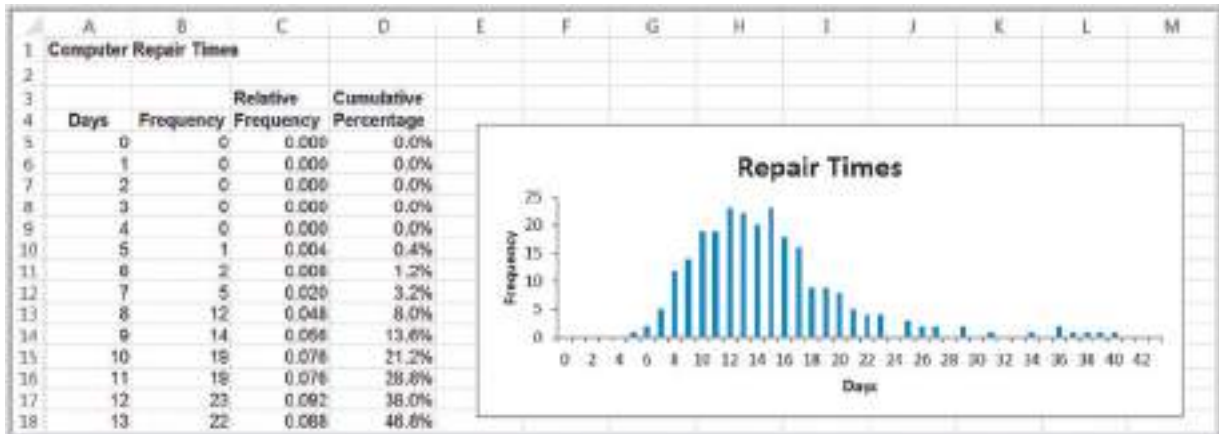 A B C D E F G H I J K L M
1 Computer Repair Times
2
3 Relative Cumulative
4 Days Frequency Frequency Percentage
5 0 0 0.000 0.0%
6 1 0 0.000 0.0%
7 2 0 0.000 0.0%
8 3 0 0.000 0.0%
9 4 0 0.000 0.0%
10 5 1 0.004 0.4%
11 6 2 0.008 1.2%
12 7 5 0.020 3.2%
13 8 12 0.048 8.0%
14 9 14 0.056 13.6%
15 10 19 0.076 21.2%
16 11 19 0.076 28.8%
17 12 23 0.092 38.0%
18 13 22 0.088 46.8%
Repair Times
Frequency
25
20
15
10
5
0
0 2 4 6 8 10 12 14 16 18 20 22 24 26 28 30 32 34 36 38 40 42
Days